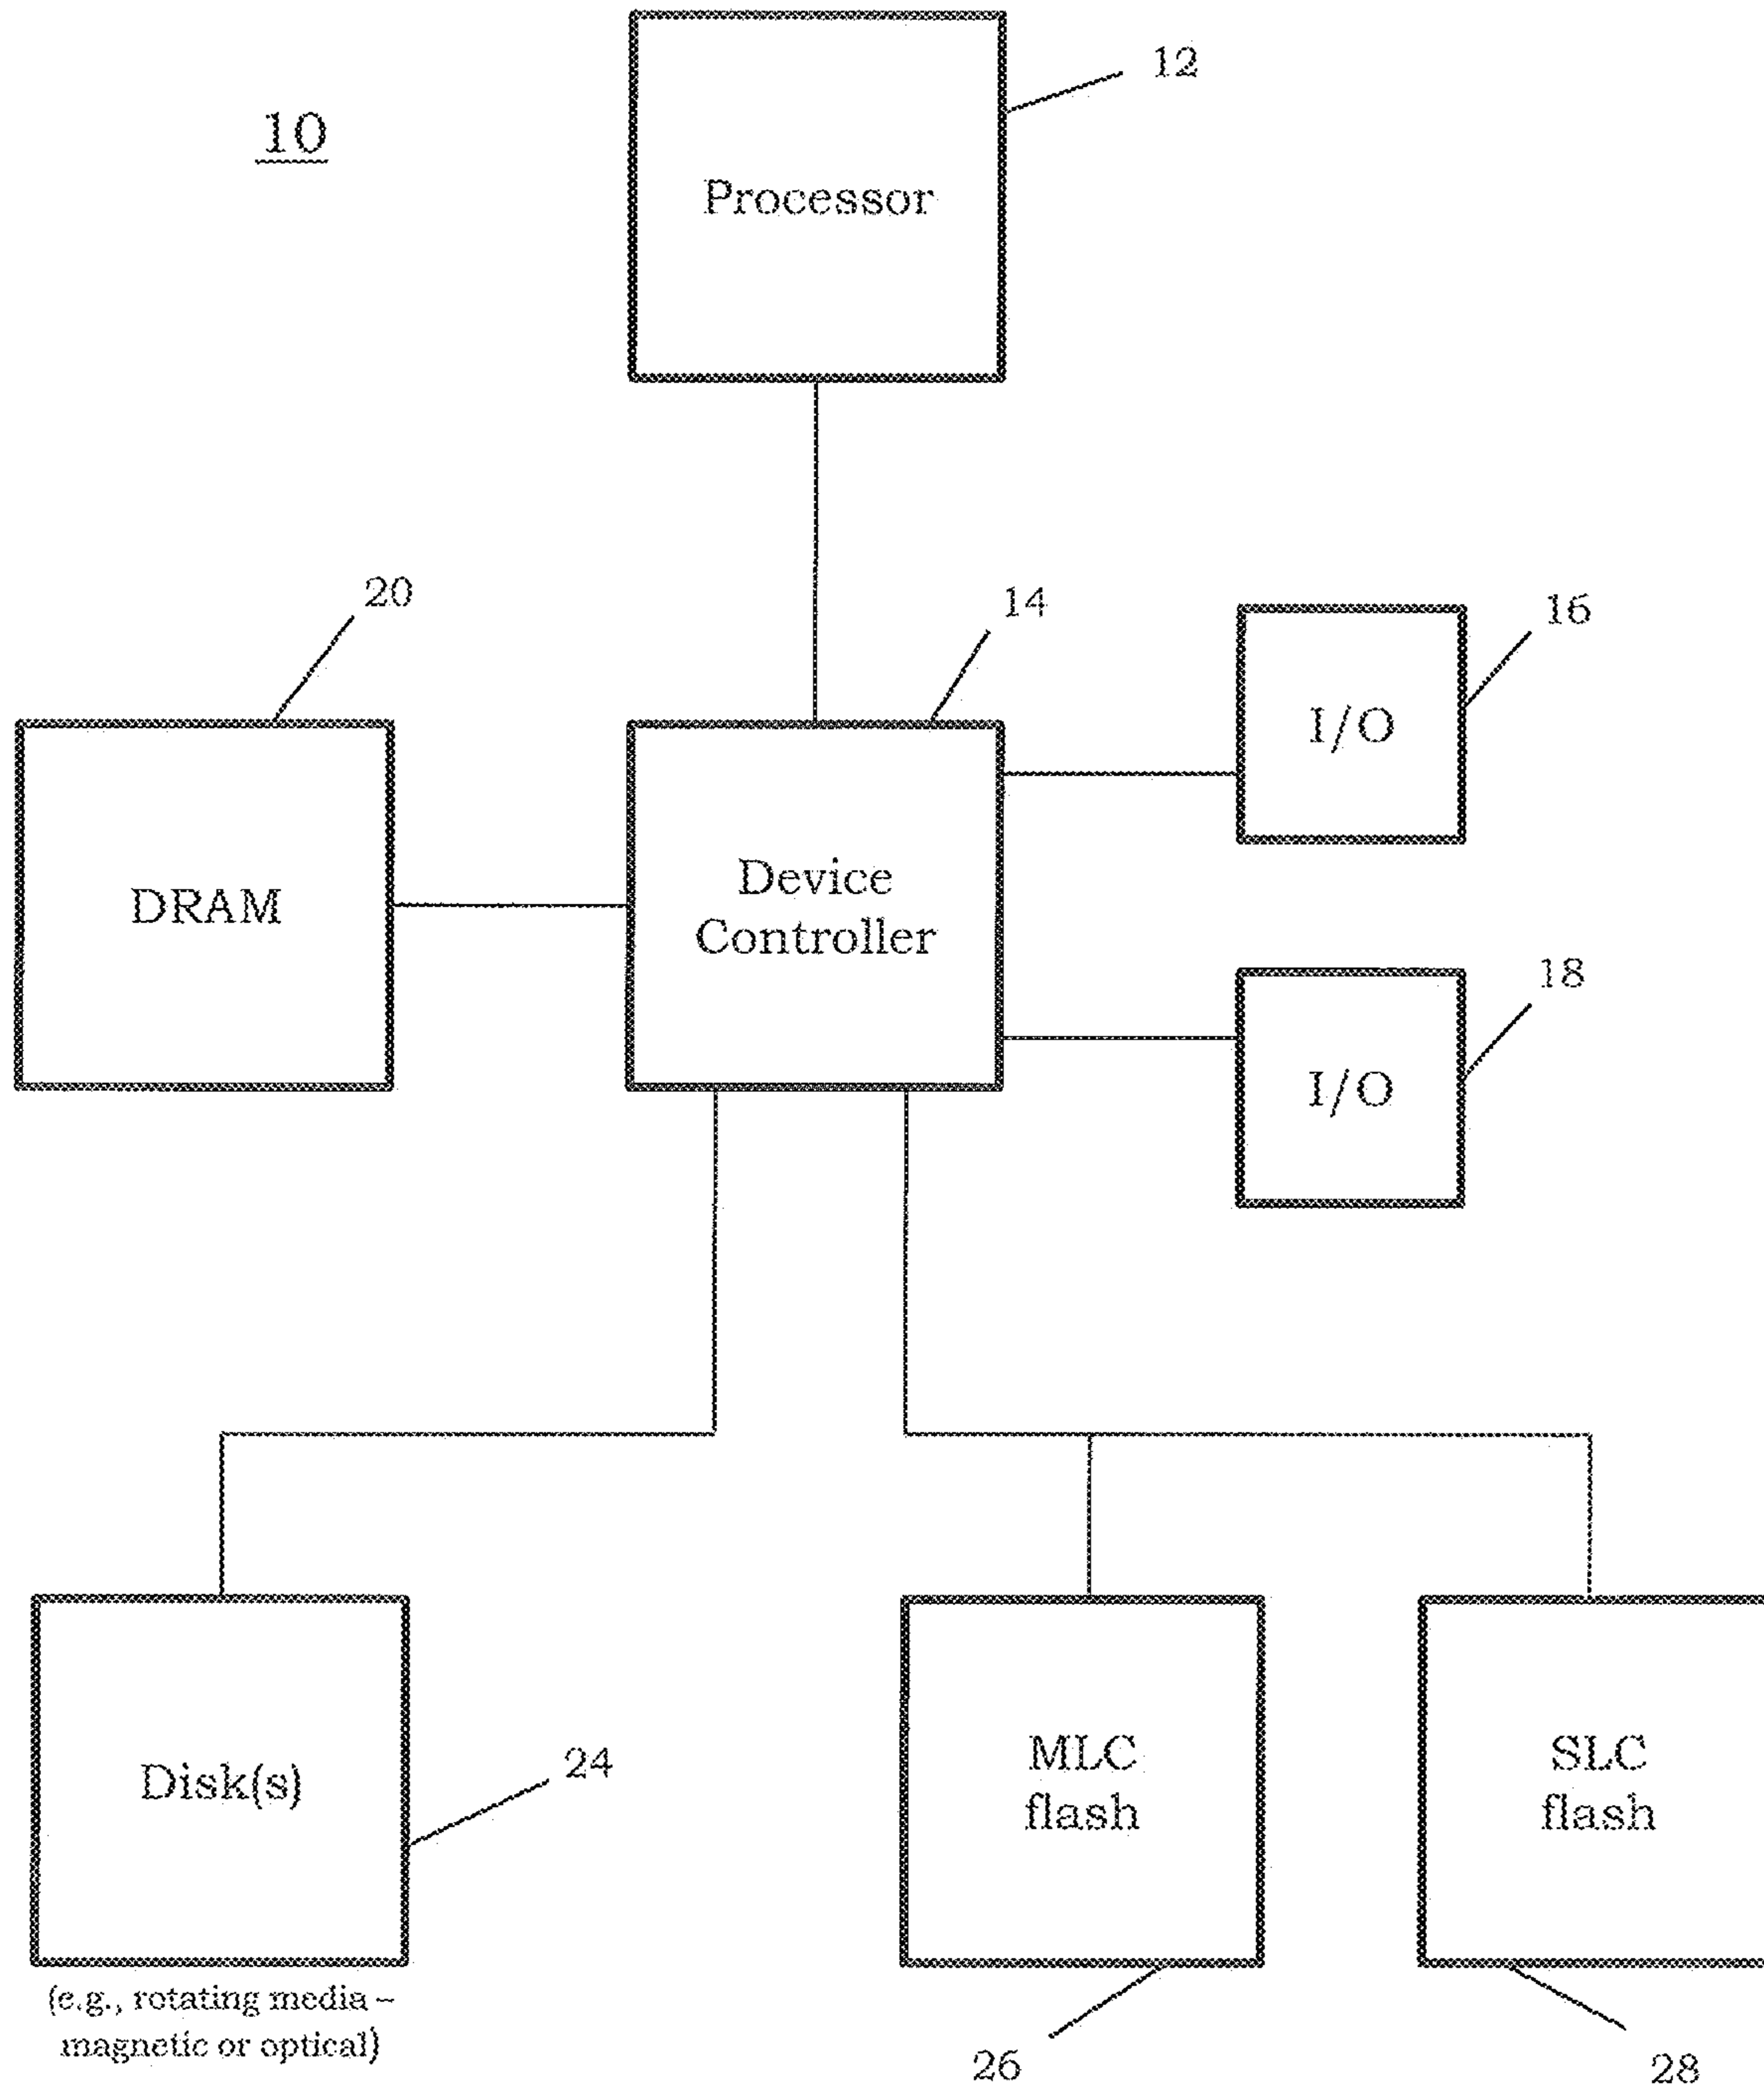 12
10
Processor
20
14
16
I/O
DRAM
Device
Controller
18
I/O
Disk(s)
24
MLC
flash
SLC
flash
(e.g., rotating media –
magnetic or optical)
26
28